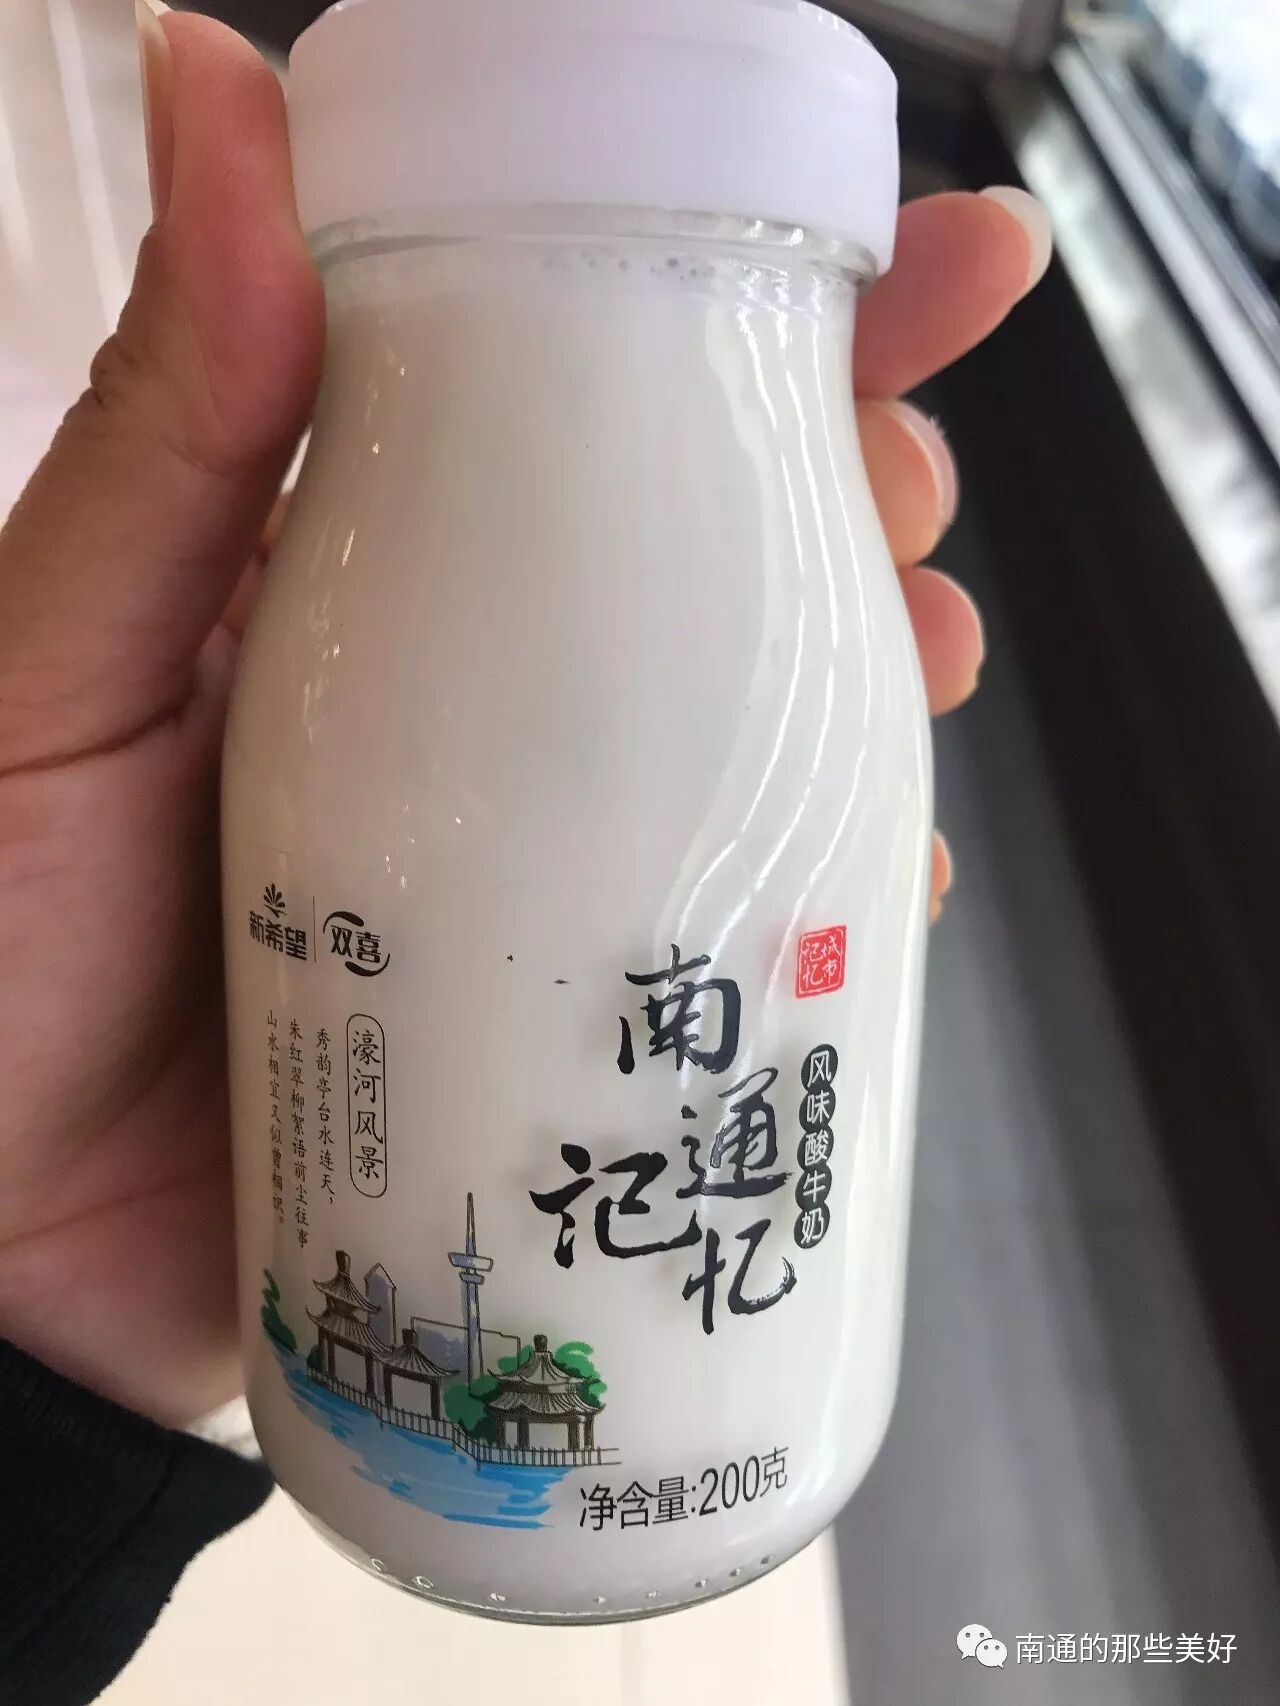 新希望
双喜
濠河风景
秀韵亭台水连天，
朱红翠柳絮语前尘往事
山水相宜又似曾相识。
南通
记忆
城市
记忆
风味酸牛奶
净含量:200克
南通的那些美好